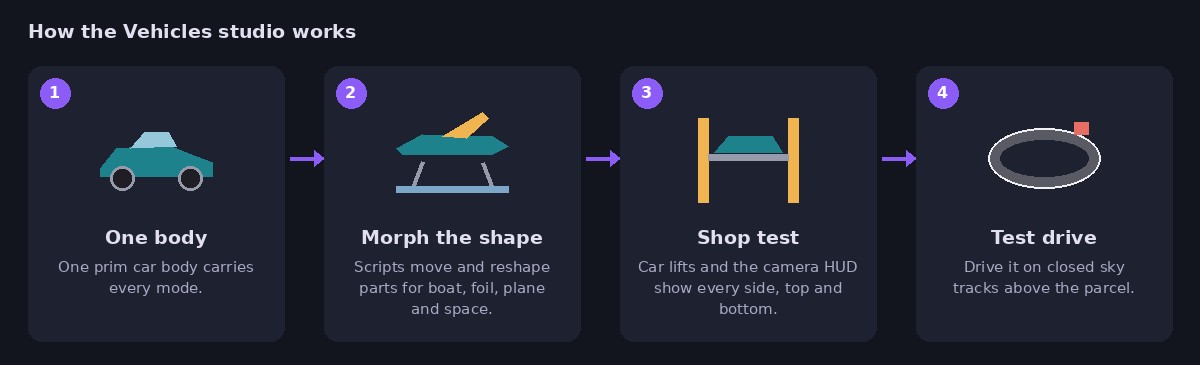 How the Vehicles studio works
1
One body
One prim car body carries
every mode.
2
Morph the shape
Scripts move and reshape
parts for boat, foil, plane
and space.
3
Shop test
Car lifts and the camera HUD
show every side, top and
bottom.
4
Test drive
Drive it on closed sky
tracks above the parcel.